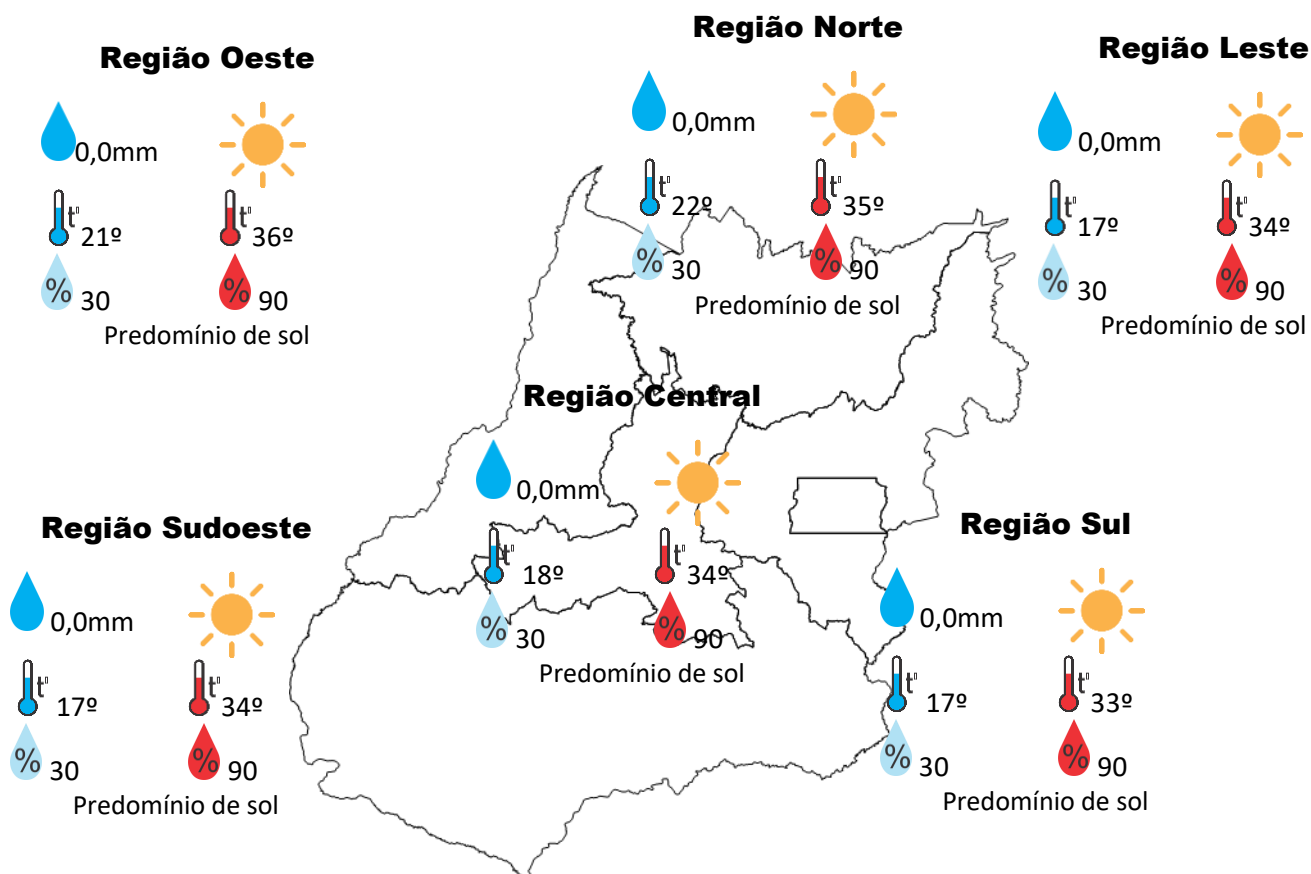 Região Oeste
0,0mm
t°
21º
t°
36º
%
30
%
90
Predomínio de sol
Região Norte
0,0mm
t°
22º
t°
35º
%
30
%
90
Predomínio de sol
Região Leste
0,0mm
t°
17º
t°
34º
%
30
%
90
Predomínio de sol
Região Central
0,0mm
t°
18º
t°
34º
%
30
%
90
Predomínio de sol
Região Sudoeste
0,0mm
t°
17º
t°
34º
%
30
%
90
Predomínio de sol
Região Sul
0,0mm
t°
17º
t°
33º
%
30
%
90
Predomínio de sol